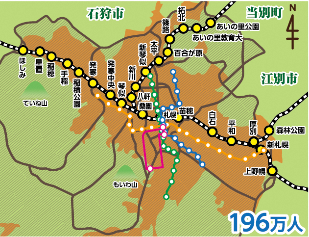 石狩市
当別町
N
4
拓北
あいの里公園
篠路
あいの里教育大
百合が原
太平
新琴似
新川
八軒
ほしみ
星置
稲穂
手稲
稲積公園
発寒
発寒中央
琴似
桑園
札幌
苗穂
白石
平和
厚別
森林公園
新札幌
上野幌
江別市
ていね山
もいわ山
196万人